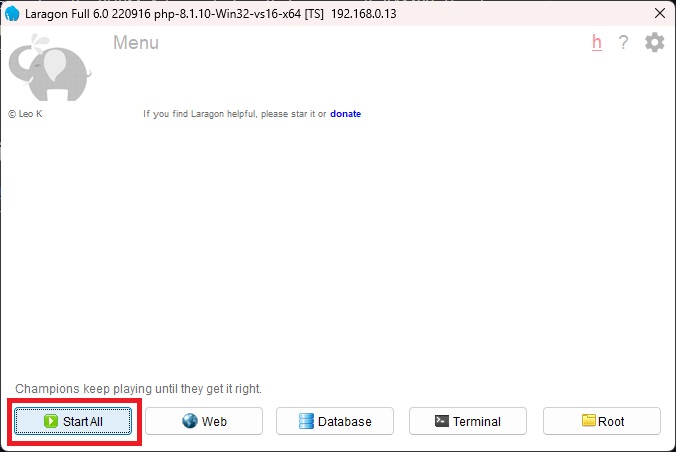 Laragon Full 6.0 220916 php-8.1.10-Win32-vs16-x64 [TS] 192.168.0.13
Menu
h ?
© Leo K
If you find Laragon helpful, please star it or donate
Champions keep playing until they get it right.
Start All
Web
Database
Terminal
Root